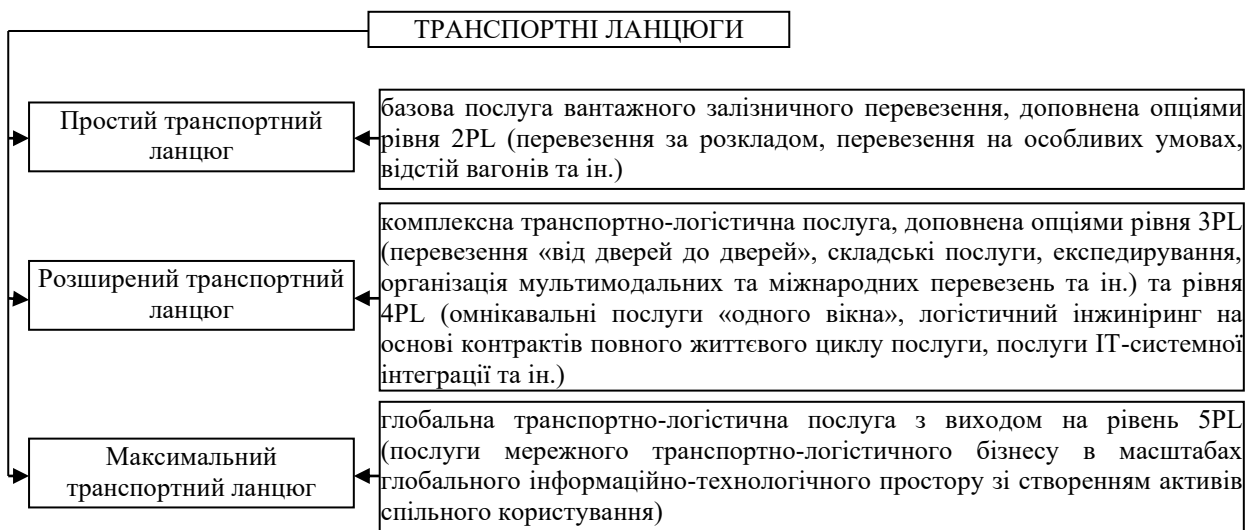 ТРАНСПОРТНІ ЛАНЦЮГИ
Простий транспортний
ланцюг
базова послуга вантажного залізничного перевезення, доповнена опціями
рівня 2PL (перевезення за розкладом, перевезення на особливих умовах,
відстій вагонів та ін.)
Розширений транспортний
ланцюг
комплексна транспортно-логістична послуга, доповнена опціями рівня 3PL
(перевезення «від дверей до дверей», складські послуги, експедирування,
організація мультимодальних та міжнародних перевезень та ін.) та рівня
4PL (омнікавальні послуги «одного вікна», логістичний інжиніринг на
основі контрактів повного життєвого циклу послуги, послуги ІТ-системної
інтеграції та ін.)
Максимальний
транспортний ланцюг
глобальна транспортно-логістична послуга з виходом на рівень 5PL
(послуги мережного транспортно-логістичного бізнесу в масштабах
глобального інформаційно-технологічного простору зі створенням активів
спільного користування)